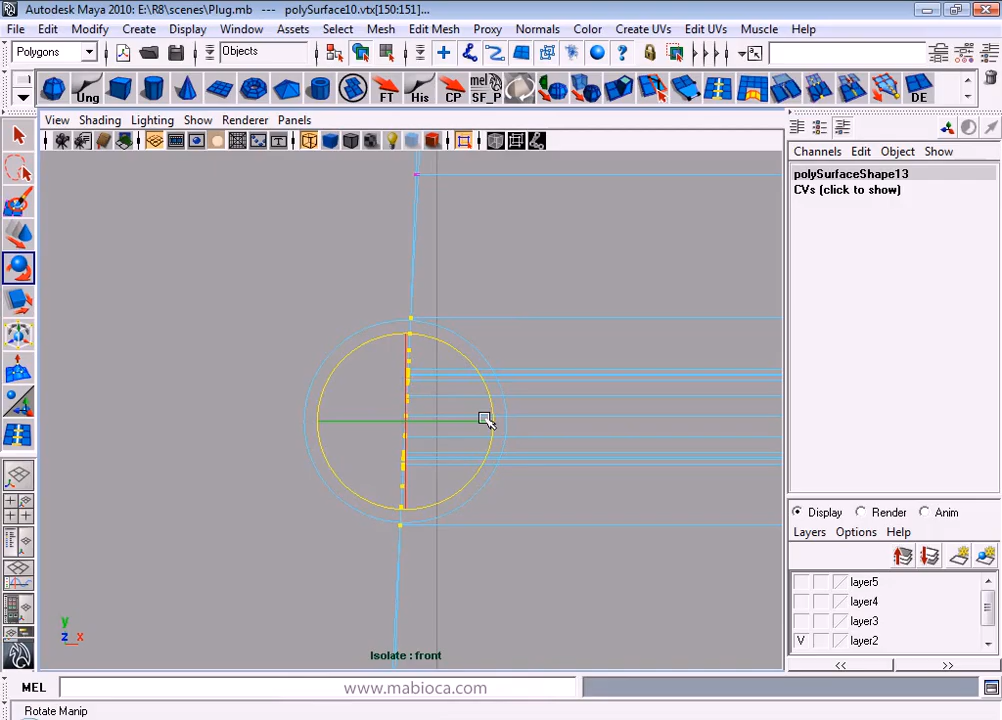 Autodesk Maya 2010: E:\R8\scenes\Plug.mb --- polySurface10.vtx[150:151]...
File Edit Modify Create Display Window Assets Select Mesh Edit Mesh Proxy Normals Color Create UVs Edit UVs Muscle Help
Polygons Objects
Ung FT His mel SF_P CP DE
View Shading Lighting Show Renderer Panels
Channels Edit Object Show
polySurfaceShape13
CVs (click to show)
Display Render Anim
Layers Options Help
layer5
layer4
layer3
V layer2
<< >>
y
z x
Isolate : front
MEL www.mabioca.com
Rotate Manip